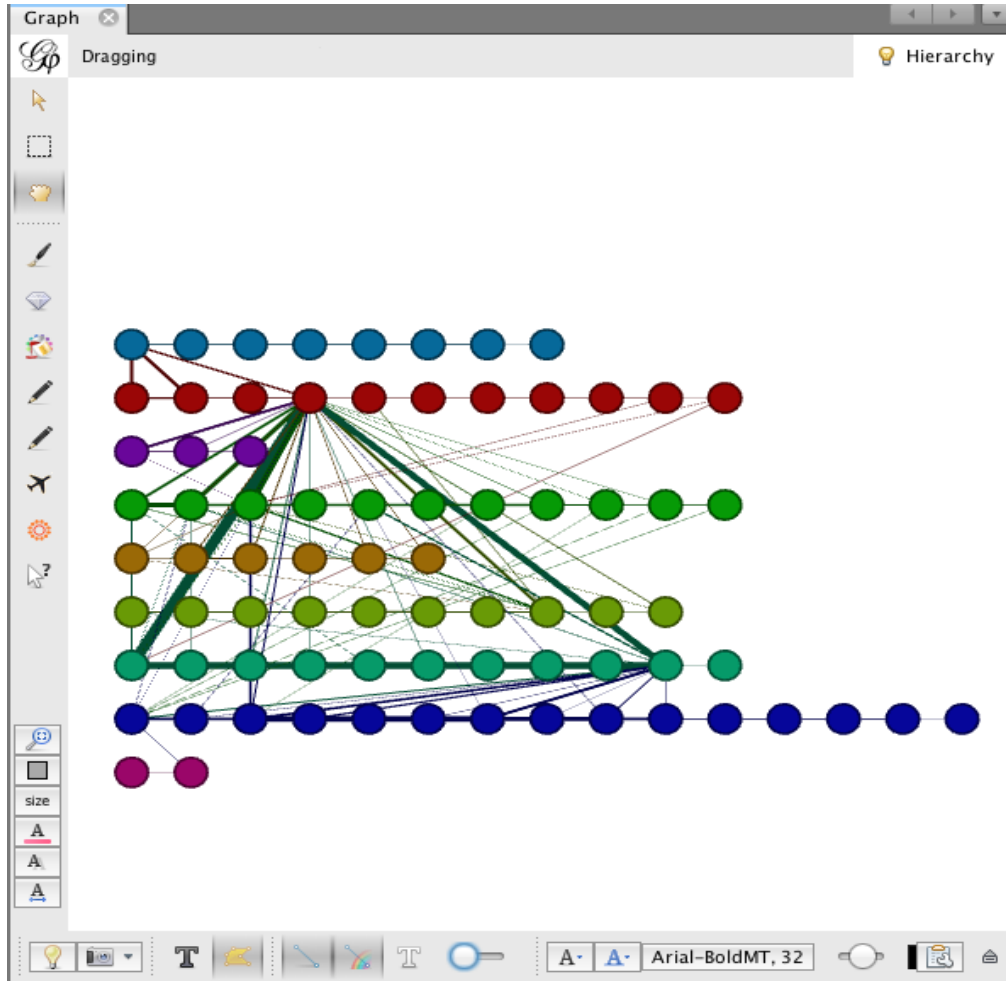 Graph
Dragging
Hierarchy
?
size
A
A
A
T
T
A
A
Arial-BoldMT, 32